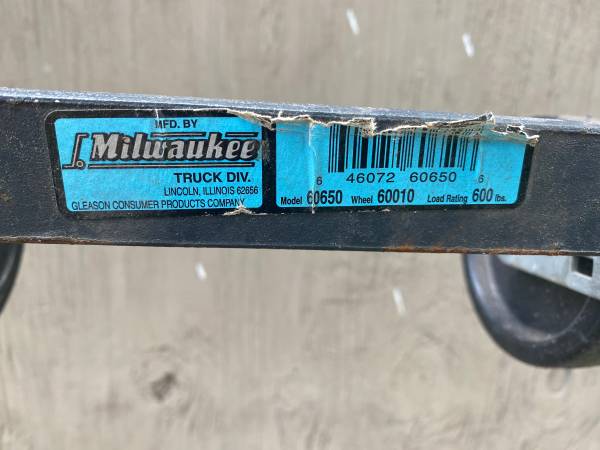 MFD. BY
Milwaukee
TRUCK DIV.
LINCOLN, ILLINOIS 62656
GLEASON CONSUMER PRODUCTS COMPANY
6 46072 60650 6
Model 60650 Wheel 60010 Load Rating 600 lbs.